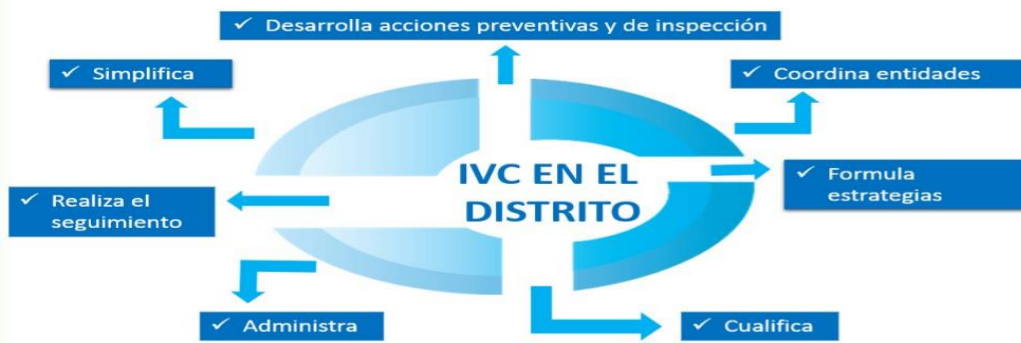 ✓ Desarrolla acciones preventivas y de inspección
✓ Simplifica
✓ Coordina entidades
IVC EN EL
DISTRITO
✓ Formula
estrategias
✓ Realiza el
seguimiento
✓ Administra
✓ Cualifica